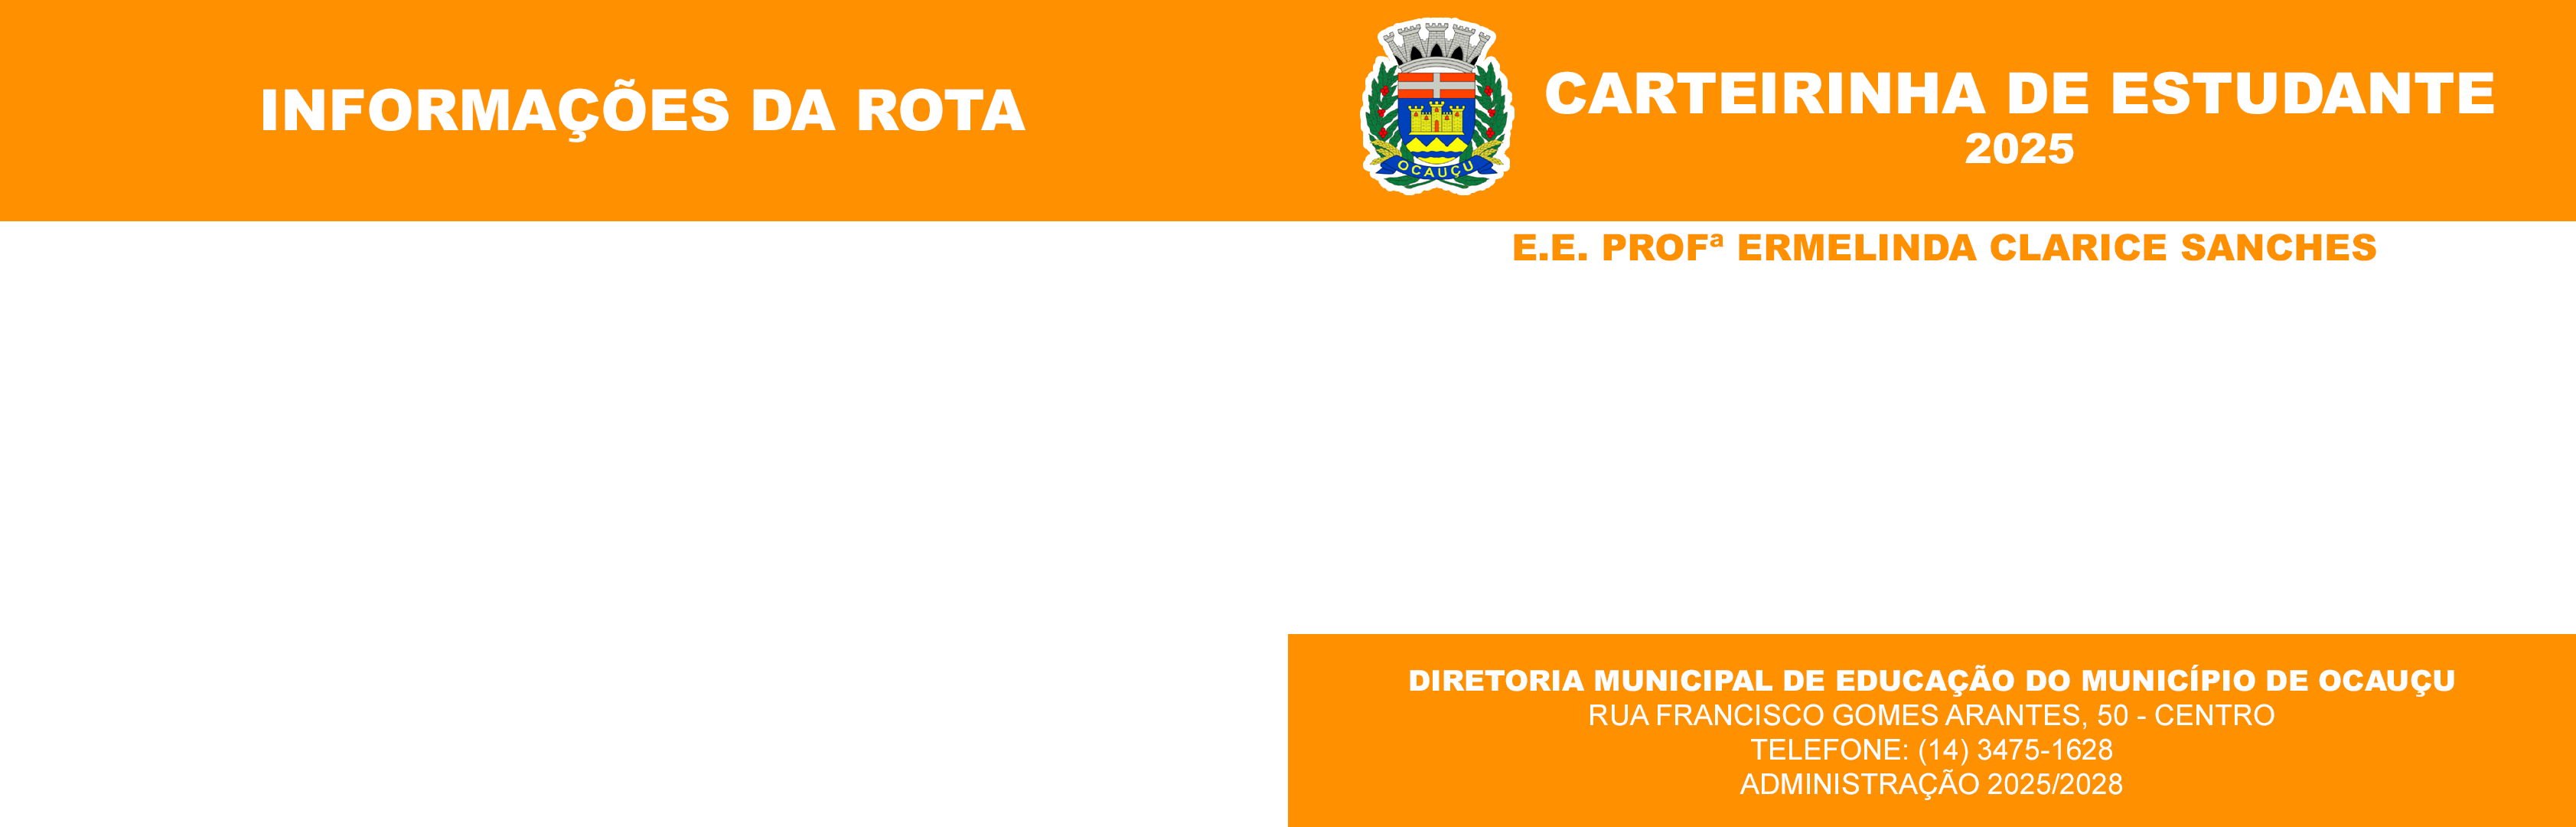 INFORMAÇÕES DA ROTA
OCAUÇU
CARTEIRINHA DE ESTUDANTE
2025
E.E. PROFª ERMELINDA CLARICE SANCHES
DIRETORIA MUNICIPAL DE EDUCAÇÃO DO MUNICÍPIO DE OCAUÇU
RUA FRANCISCO GOMES ARANTES, 50 - CENTRO
TELEFONE: (14) 3475-1628
ADMINISTRAÇÃO 2025/2028